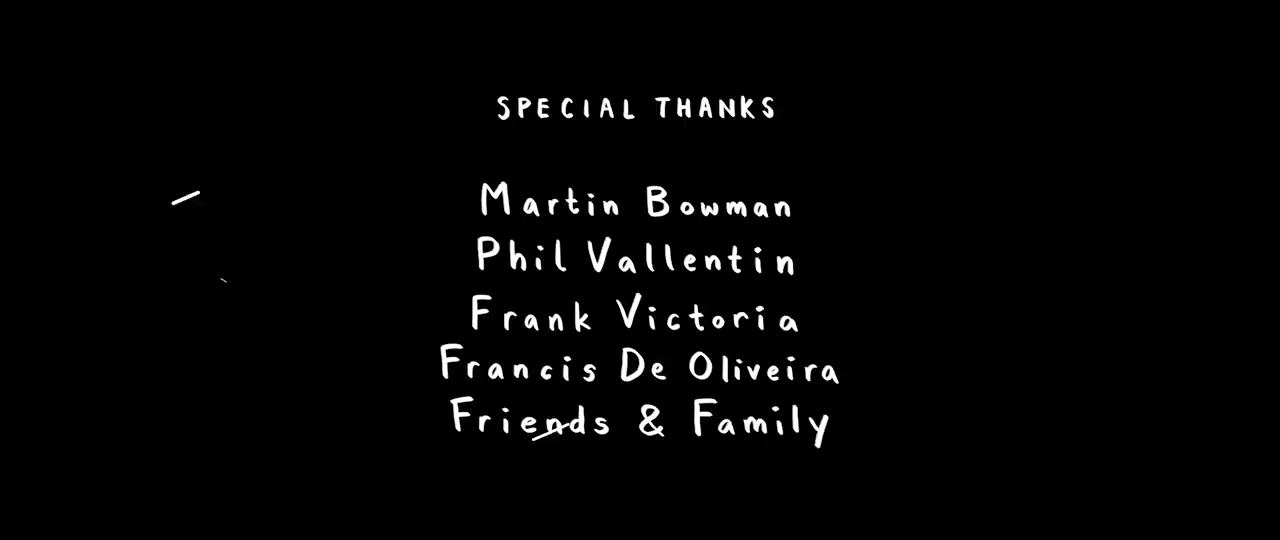 SPECIAL THANKS
Martin Bowman
Phil Vallentin
Frank Victoria
Francis De Oliveira
Friends & Family